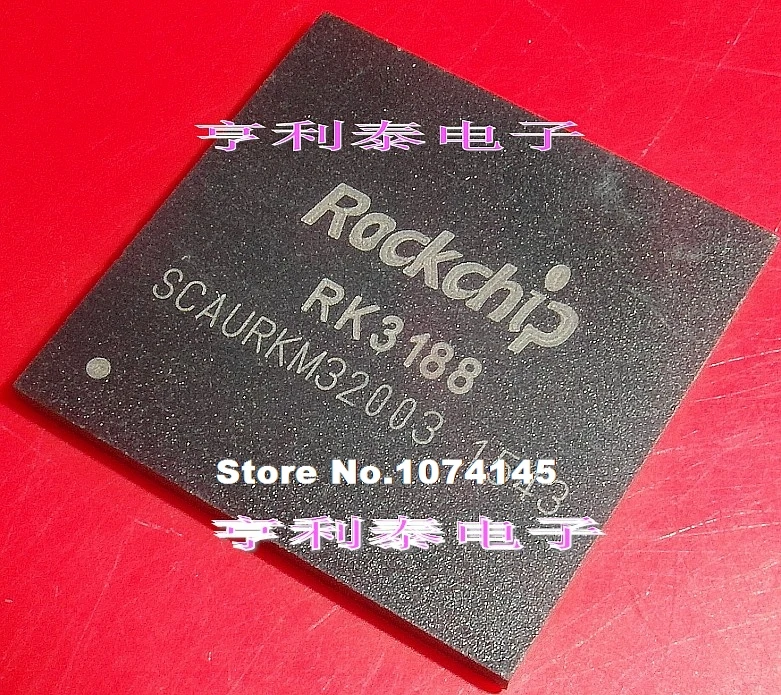 亨利泰电子
Rockchip
RK3188
SCAURKM32003 1543
Store No.1074145
亨利泰电子